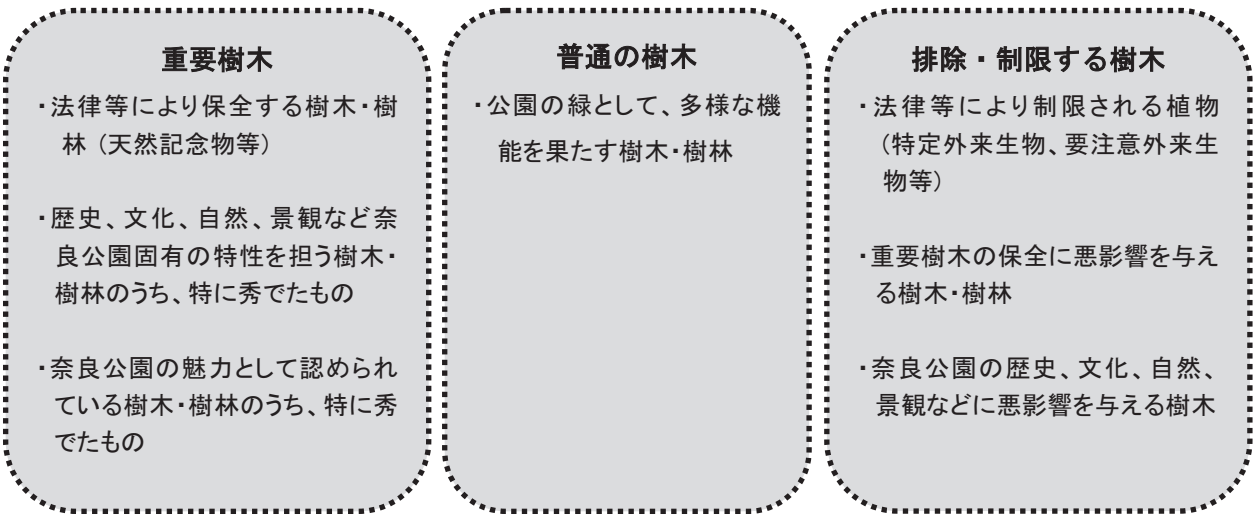 重要樹木
・法律等により保全する樹木・樹
林（天然記念物等）
・歴史、文化、自然、景観など奈
良公園固有の特性を担う樹木・
樹林のうち、特に秀でたもの
・奈良公園の魅力として認められ
ている樹木・樹林のうち、特に秀
でたもの
普通の樹木
・公園の緑として、多様な機
能を果たす樹木・樹林
排除・制限する樹木
・法律等により制限される植物
（特定外来生物、要注意外来生
物等）
・重要樹木の保全に悪影響を与え
る樹木・樹林
・奈良公園の歴史、文化、自然、
景観などに悪影響を与える樹木